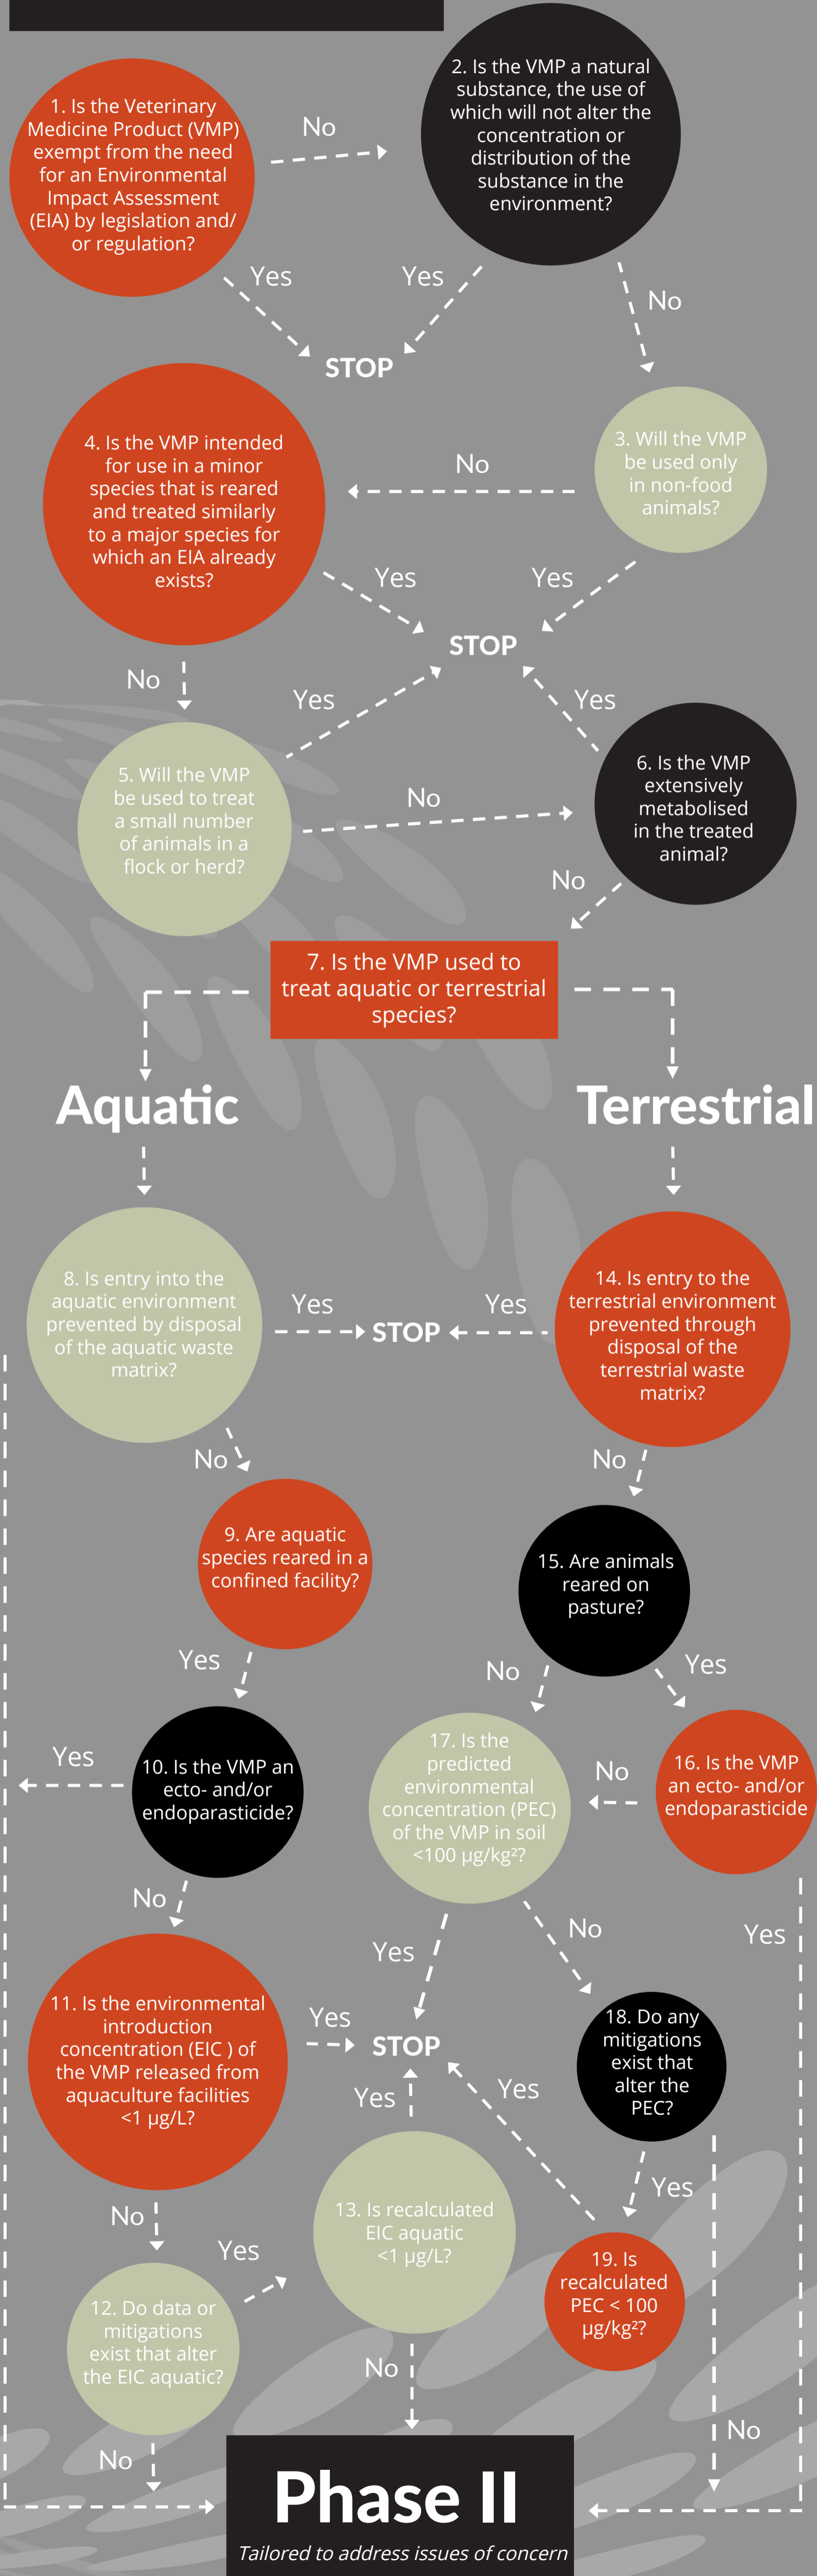 1. Is the Veterinary
Medicine Product (VMP)
exempt from the need
for an Environmental
Impact Assessment
(EIA) by legislation and/
or regulation?
No
2. Is the VMP a natural
substance, the use of
which will not alter the
concentration or
distribution of the
substance in the
environment?
Yes
Yes
No
STOP
3. Will the VMP
be used only
in non-food
animals?
No
4. Is the VMP intended
for use in a minor
species that is reared
and treated similarly
to a major species for
which an EIA already
exists?
Yes
Yes
STOP
No
Yes
Yes
5. Will the VMP
be used to treat
a small number
of animals in a
flock or herd?
No
6. Is the VMP
extensively
metabolised
in the treated
animal?
No
7. Is the VMP used to
treat aquatic or terrestrial
species?
Aquatic
Terrestrial
8. Is entry into the
aquatic environment
prevented by disposal
of the aquatic waste
matrix?
Yes
STOP
Yes
14. Is entry to the
terrestrial environment
prevented through
disposal of the
terrestrial waste
matrix?
No
No
9. Are aquatic
species reared in a
confined facility?
15. Are animals
reared on
pasture?
Yes
No
Yes
10. Is the VMP an
ecto- and/or
endoparasticide?
Yes
17. Is the
predicted
environmental
concentration (PEC)
of the VMP in soil
<100 µg/kg²?
No
16. Is the VMP
an ecto- and/or
endoparasticide
No
Yes
No
Yes
11. Is the environmental
introduction
concentration (EIC ) of
the VMP released from
aquaculture facilities
<1 µg/L?
Yes
STOP
18. Do any
mitigations
exist that
alter the
PEC?
Yes
Yes
Yes
No
13. Is recalculated
EIC aquatic
<1 µg/L?
Yes
19. Is
recalculated
PEC < 100
µg/kg²?
12. Do data or
mitigations
exist that alter
the EIC aquatic?
No
No
No
Phase II
Tailored to address issues of concern